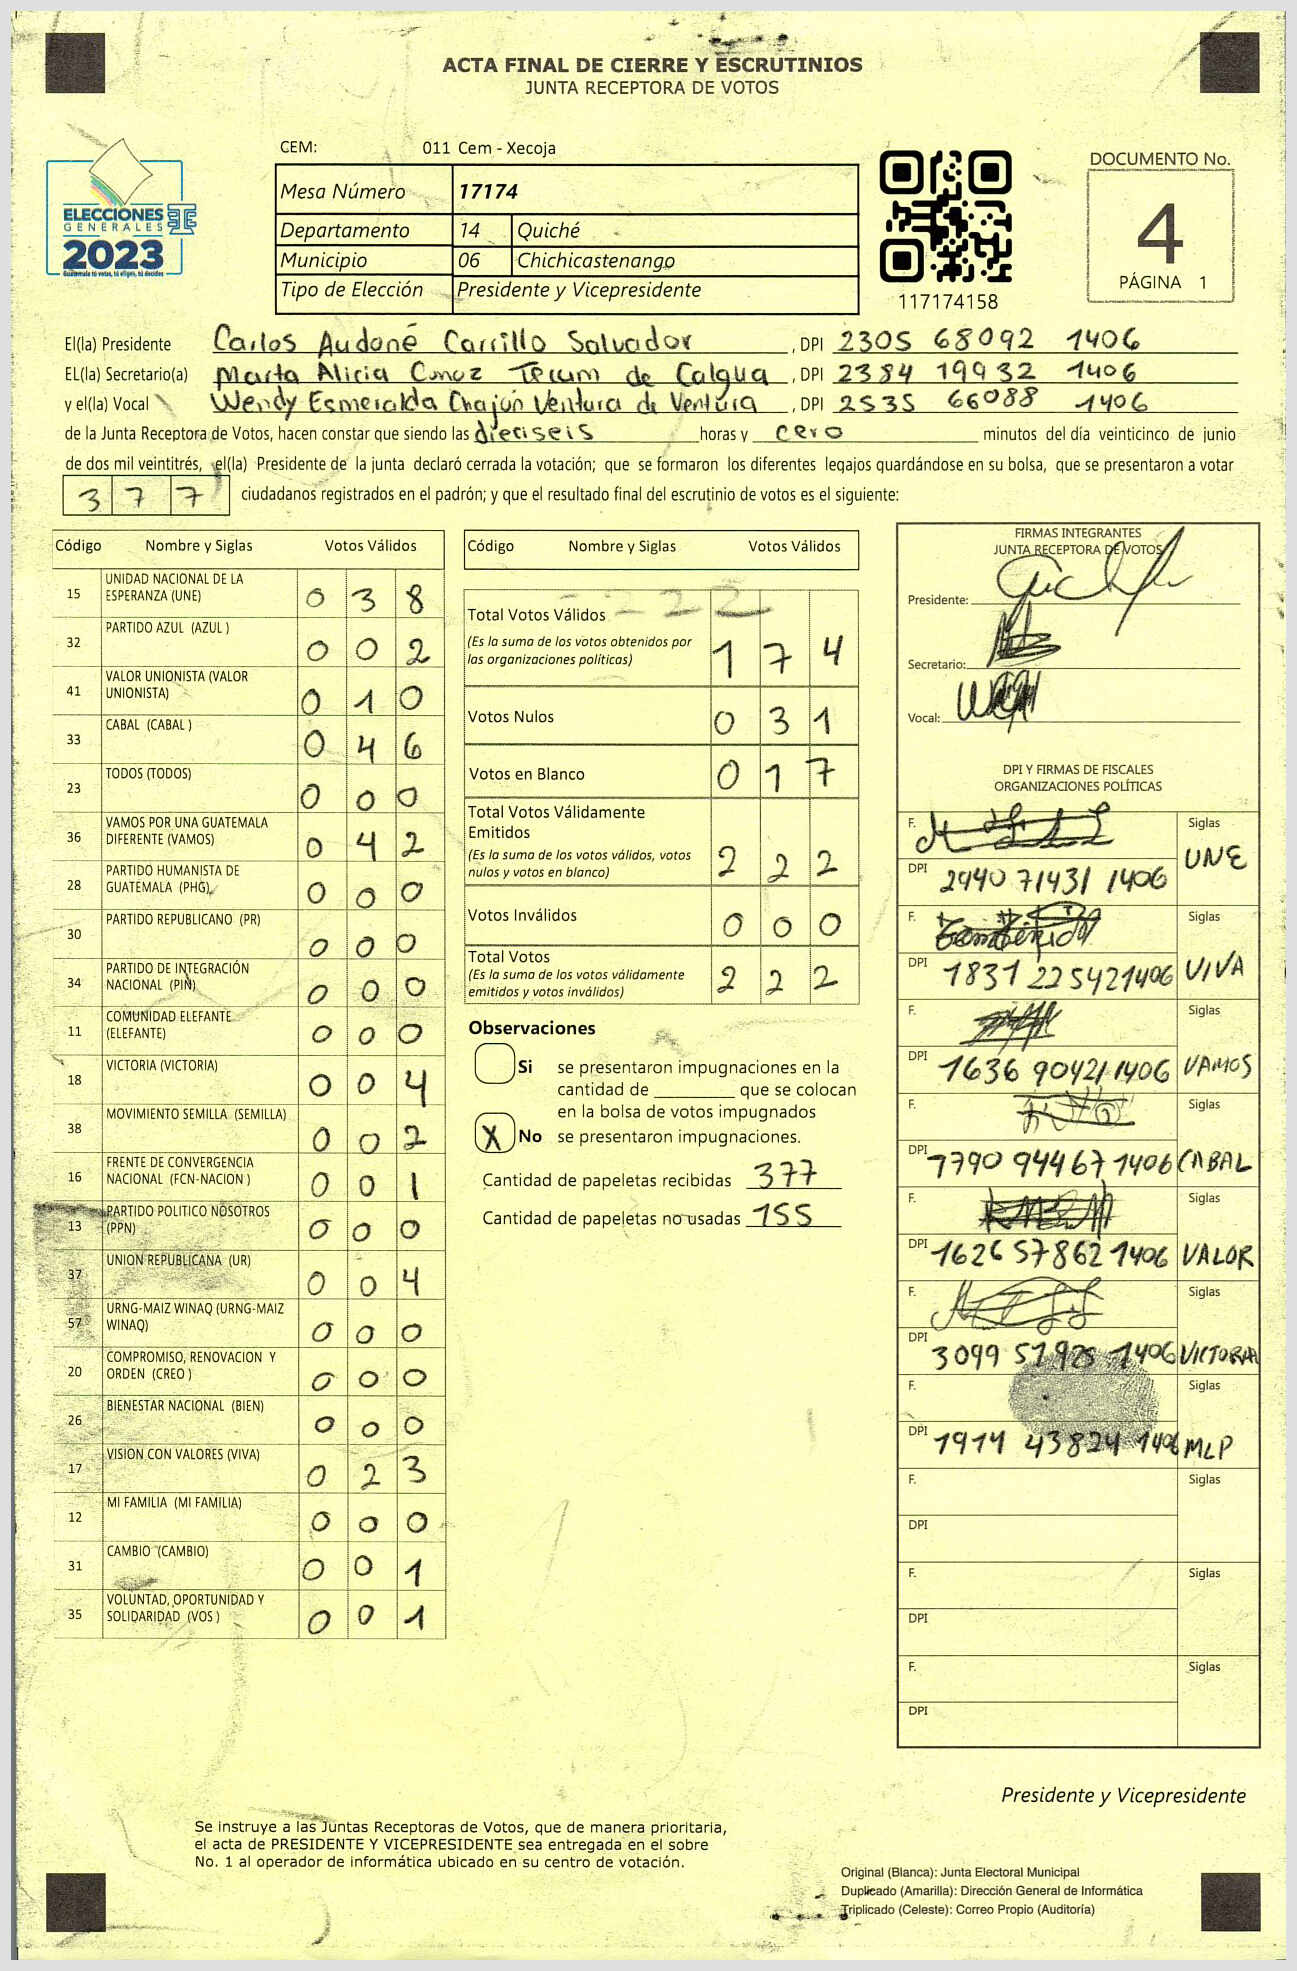 ACTA FINAL DE CIERRE Y ESCRUTINIOS
JUNTA RECEPTORA DE VOTOS
CEM: 011 Cem - Xecoja
Mesa Número 17174
Departamento 14 Quiché
Municipio 06 Chichicastenango
Tipo de Elección Presidente y Vicepresidente
ELECCIONES
GENERALES
2023
Guatemala tú votas, tú eliges, tú decides
117174158
DOCUMENTO No.
4
PÁGINA 1
El(la) Presidente Carlos Audoné Carrillo Salvador, DPI 2305 68092 1406
EL(la) Secretario(a) Marta Alicia Tecum de Calgua, DPI 2384 19932 1406
y el(la) Vocal Wendy Esmeralda Chajón Ventura de Ventura, DPI 2535 66088 1406
de la Junta Receptora de Votos, hacen constar que siendo las dieciseis horas y cero minutos del día veinticinco de junio
de dos mil veintitrés, el(la) Presidente de la junta declaró cerrada la votación; que se formaron los diferentes legajos guardándose en su bolsa, que se presentaron a votar
377 ciudadanos registrados en el padrón; y que el resultado final del escrutinio de votos es el siguiente:
Código Nombre y Siglas Votos Válidos
15 UNIDAD NACIONAL DE LA ESPERANZA (UNE) 0 3 8
32 PARTIDO AZUL (AZUL ) 0 0 2
41 VALOR UNIONISTA (VALOR UNIONISTA) 0 1 0
33 CABAL (CABAL ) 0 4 6
23 TODOS (TODOS) 0 0 0
36 VAMOS POR UNA GUATEMALA DIFERENTE (VAMOS) 0 4 2
28 PARTIDO HUMANISTA DE GUATEMALA (PHG) 0 0 0
30 PARTIDO REPUBLICANO (PR) 0 0 0
34 PARTIDO DE INTEGRACIÓN NACIONAL (PIN) 0 0 0
11 COMUNIDAD ELEFANTE (ELEFANTE) 0 0 0
18 VICTORIA (VICTORIA) 0 0 4
38 MOVIMIENTO SEMILLA (SEMILLA) 0 0 2
16 FRENTE DE CONVERGENCIA NACIONAL (FCN-NACION ) 0 0 1
13 PARTIDO POLITICO NOSOTROS (PPN) 0 0 0
37 UNION REPUBLICANA (UR) 0 0 4
57 URNG-MAIZ WINAQ (URNG-MAIZ WINAQ) 0 0 0
20 COMPROMISO, RENOVACION Y ORDEN (CREO ) 0 0 0
26 BIENESTAR NACIONAL (BIEN) 0 0 0
17 VISION CON VALORES (VIVA) 0 2 3
12 MI FAMILIA (MI FAMILIA) 0 0 0
31 CAMBIO (CAMBIO) 0 0 1
35 VOLUNTAD, OPORTUNIDAD Y SOLIDARIDAD (VOS ) 0 0 1
Código Nombre y Siglas Votos Válidos
222
Total Votos Válidos
(Es la suma de los votos obtenidos por
las organizaciones políticas) 1 7 4
Votos Nulos 0 3 1
Votos en Blanco 0 1 7
Total Votos Válidamente
Emitidos
(Es la suma de los votos válidos, votos
nulos y votos en blanco) 2 2 2
Votos Inválidos 0 0 0
Total Votos
(Es la suma de los votos válidamente
emitidos y votos inválidos) 2 2 2
Observaciones
Si se presentaron impugnaciones en la
cantidad de ________ que se colocan
en la bolsa de votos impugnados
X No se presentaron impugnaciones.
Cantidad de papeletas recibidas 377
Cantidad de papeletas no usadas 155
FIRMAS INTEGRANTES
JUNTA RECEPTORA DE VOTOS
Presidente:
Secretario:
Vocal:
DPI Y FIRMAS DE FISCALES
ORGANIZACIONES POLÍTICAS
F. Siglas UNE
DPI 2940 71431 1406
F. Siglas VIVA
DPI 1831 22542 1406
F. Siglas VAMOS
DPI 1636 90421 1406
F. Siglas CABAL
DPI 7790 94467 1406
F. Siglas VALOR
DPI 1626 57862 1406
F. Siglas VICTORIA
DPI 3099 51925 1406
F. Siglas MLP
DPI 1914 43824 1406
F. Siglas
DPI
F. Siglas
DPI
F. Siglas
DPI
Presidente y Vicepresidente
Se instruye a las Juntas Receptoras de Votos, que de manera prioritaria,
el acta de PRESIDENTE Y VICEPRESIDENTE sea entregada en el sobre
No. 1 al operador de informática ubicado en su centro de votación.
Original (Blanca): Junta Electoral Municipal
Duplicado (Amarilla): Dirección General de Informática
Triplicado (Celeste): Correo Propio (Auditoría)